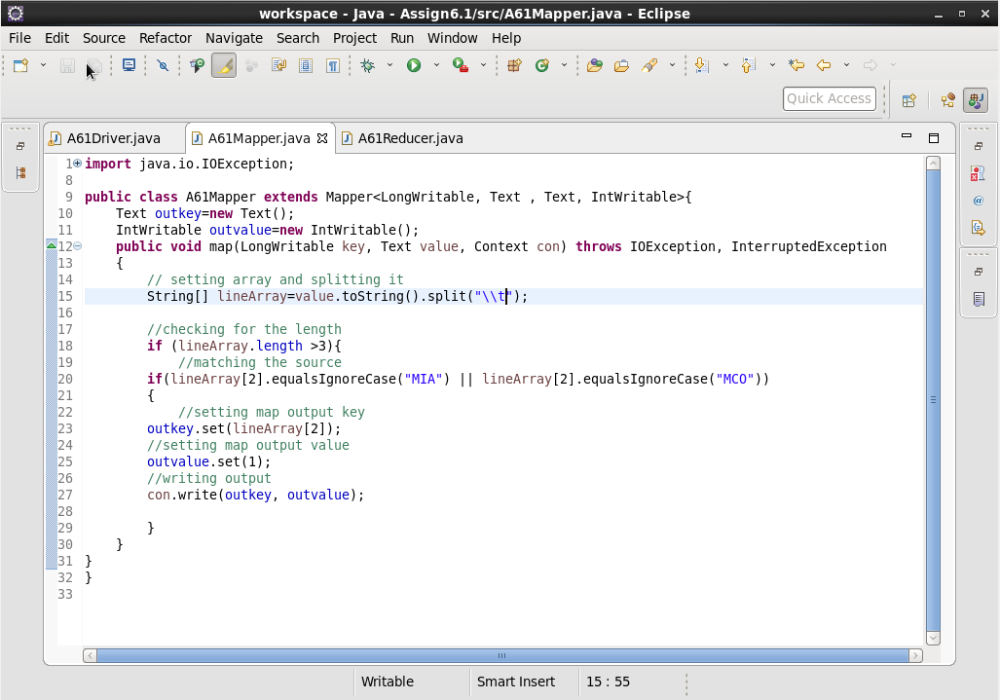 workspace - Java - Assign6.1/src/A61Mapper.java - Eclipse
File Edit Source Refactor Navigate Search Project Run Window Help
Quick Access
A61Driver.java A61Mapper.java A61Reducer.java
1 import java.io.IOException;
8
9 public class A61Mapper extends Mapper<LongWritable, Text , Text, IntWritable>{
10 Text outkey=new Text();
11 IntWritable outvalue=new IntWritable();
12 public void map(LongWritable key, Text value, Context con) throws IOException, InterruptedException
13 {
14 // setting array and splitting it
15 String[] lineArray=value.toString().split("\\t");
16
17 //checking for the length
18 if (lineArray.length >3){
19 //matching the source
20 if(lineArray[2].equalsIgnoreCase("MIA") || lineArray[2].equalsIgnoreCase("MCO"))
21 {
22 //setting map output key
23 outkey.set(lineArray[2]);
24 //setting map output value
25 outvalue.set(1);
26 //writing output
27 con.write(outkey, outvalue);
28
29 }
30 }
31 }
32 }
33
Writable Smart Insert 15 : 55